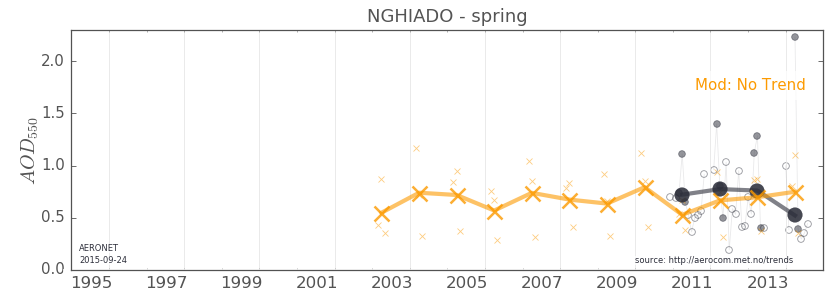 NGHIADO - spring
2.0
1.5
1.0
0.5
0.0
AOD550
Mod: No Trend
AERONET
2015-09-24
source: http://aerocom.met.no/trends
1995 1997 1999 2001 2003 2005 2007 2009 2011 2013